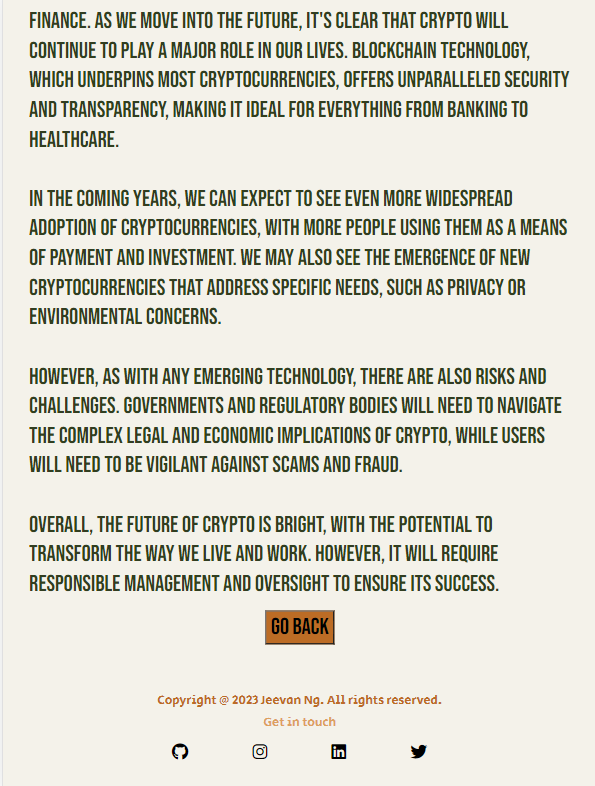 FINANCE. AS WE MOVE INTO THE FUTURE, IT'S CLEAR THAT CRYPTO WILL
CONTINUE TO PLAY A MAJOR ROLE IN OUR LIVES. BLOCKCHAIN TECHNOLOGY,
WHICH UNDERPINS MOST CRYPTOCURRENCIES, OFFERS UNPARALLELED SECURITY
AND TRANSPARENCY, MAKING IT IDEAL FOR EVERYTHING FROM BANKING TO
HEALTHCARE.
IN THE COMING YEARS, WE CAN EXPECT TO SEE EVEN MORE WIDESPREAD
ADOPTION OF CRYPTOCURRENCIES, WITH MORE PEOPLE USING THEM AS A MEANS
OF PAYMENT AND INVESTMENT. WE MAY ALSO SEE THE EMERGENCE OF NEW
CRYPTOCURRENCIES THAT ADDRESS SPECIFIC NEEDS, SUCH AS PRIVACY OR
ENVIRONMENTAL CONCERNS.
HOWEVER, AS WITH ANY EMERGING TECHNOLOGY, THERE ARE ALSO RISKS AND
CHALLENGES. GOVERNMENTS AND REGULATORY BODIES WILL NEED TO NAVIGATE
THE COMPLEX LEGAL AND ECONOMIC IMPLICATIONS OF CRYPTO, WHILE USERS
WILL NEED TO BE VIGILANT AGAINST SCAMS AND FRAUD.
OVERALL, THE FUTURE OF CRYPTO IS BRIGHT, WITH THE POTENTIAL TO
TRANSFORM THE WAY WE LIVE AND WORK. HOWEVER, IT WILL REQUIRE
RESPONSIBLE MANAGEMENT AND OVERSIGHT TO ENSURE ITS SUCCESS.
GO BACK
Copyright @ 2023 Jeevan Ng. All rights reserved.
Get in touch